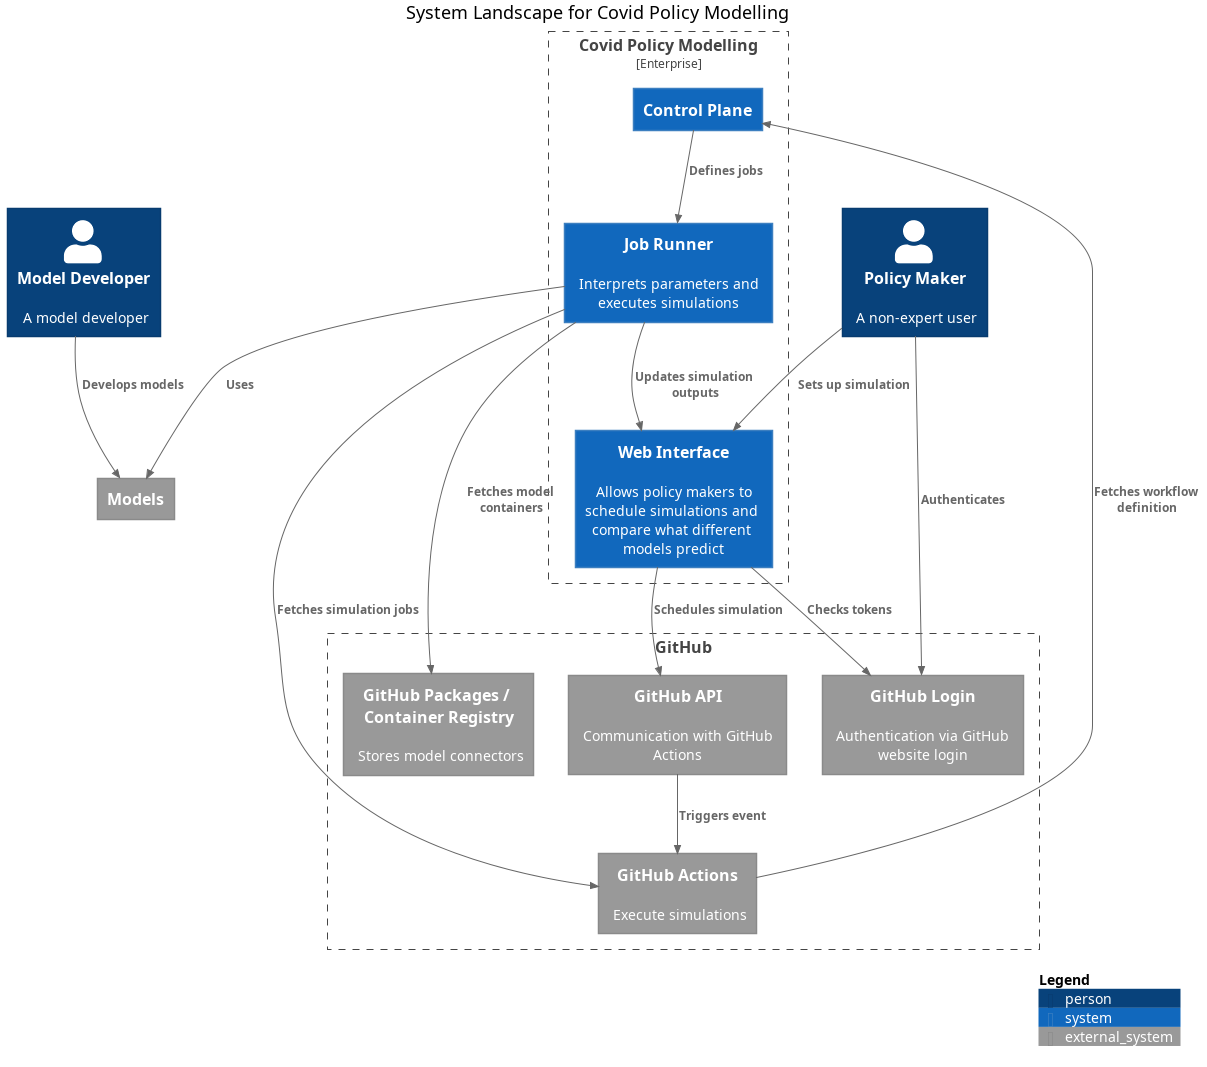 System Landscape for Covid Policy Modelling
Covid Policy Modelling
[Enterprise]
Control Plane
Defines jobs
Model Developer
A model developer
Job Runner
Interprets parameters and
executes simulations
Policy Maker
A non-expert user
Develops models
Uses
Updates simulation
outputs
Sets up simulation
Models
Fetches model
containers
Web Interface
Allows policy makers to
schedule simulations and
compare what different
models predict
Authenticates
Fetches workflow
definition
Fetches simulation jobs
Schedules simulation
Checks tokens
GitHub
GitHub Packages /
Container Registry
Stores model connectors
GitHub API
Communication with GitHub
Actions
GitHub Login
Authentication via GitHub
website login
Triggers event
GitHub Actions
Execute simulations
Legend
person
system
external_system